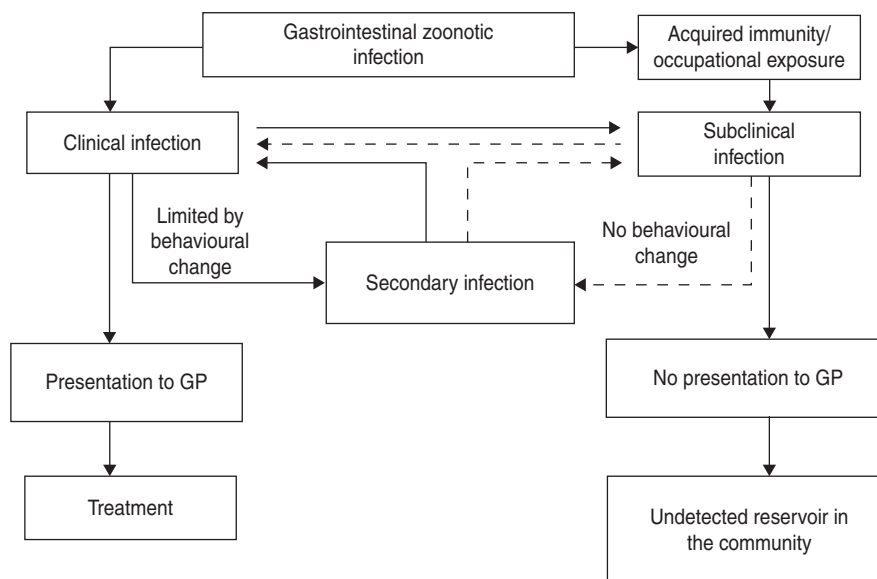 Gastrointestinal zoonotic
infection
Acquired immunity/
occupational exposure
Clinical infection
Subclinical
infection
Limited by
behavioural
change
No behavioural
change
Secondary infection
Presentation to GP
No presentation to GP
Treatment
Undetected reservoir in
the community